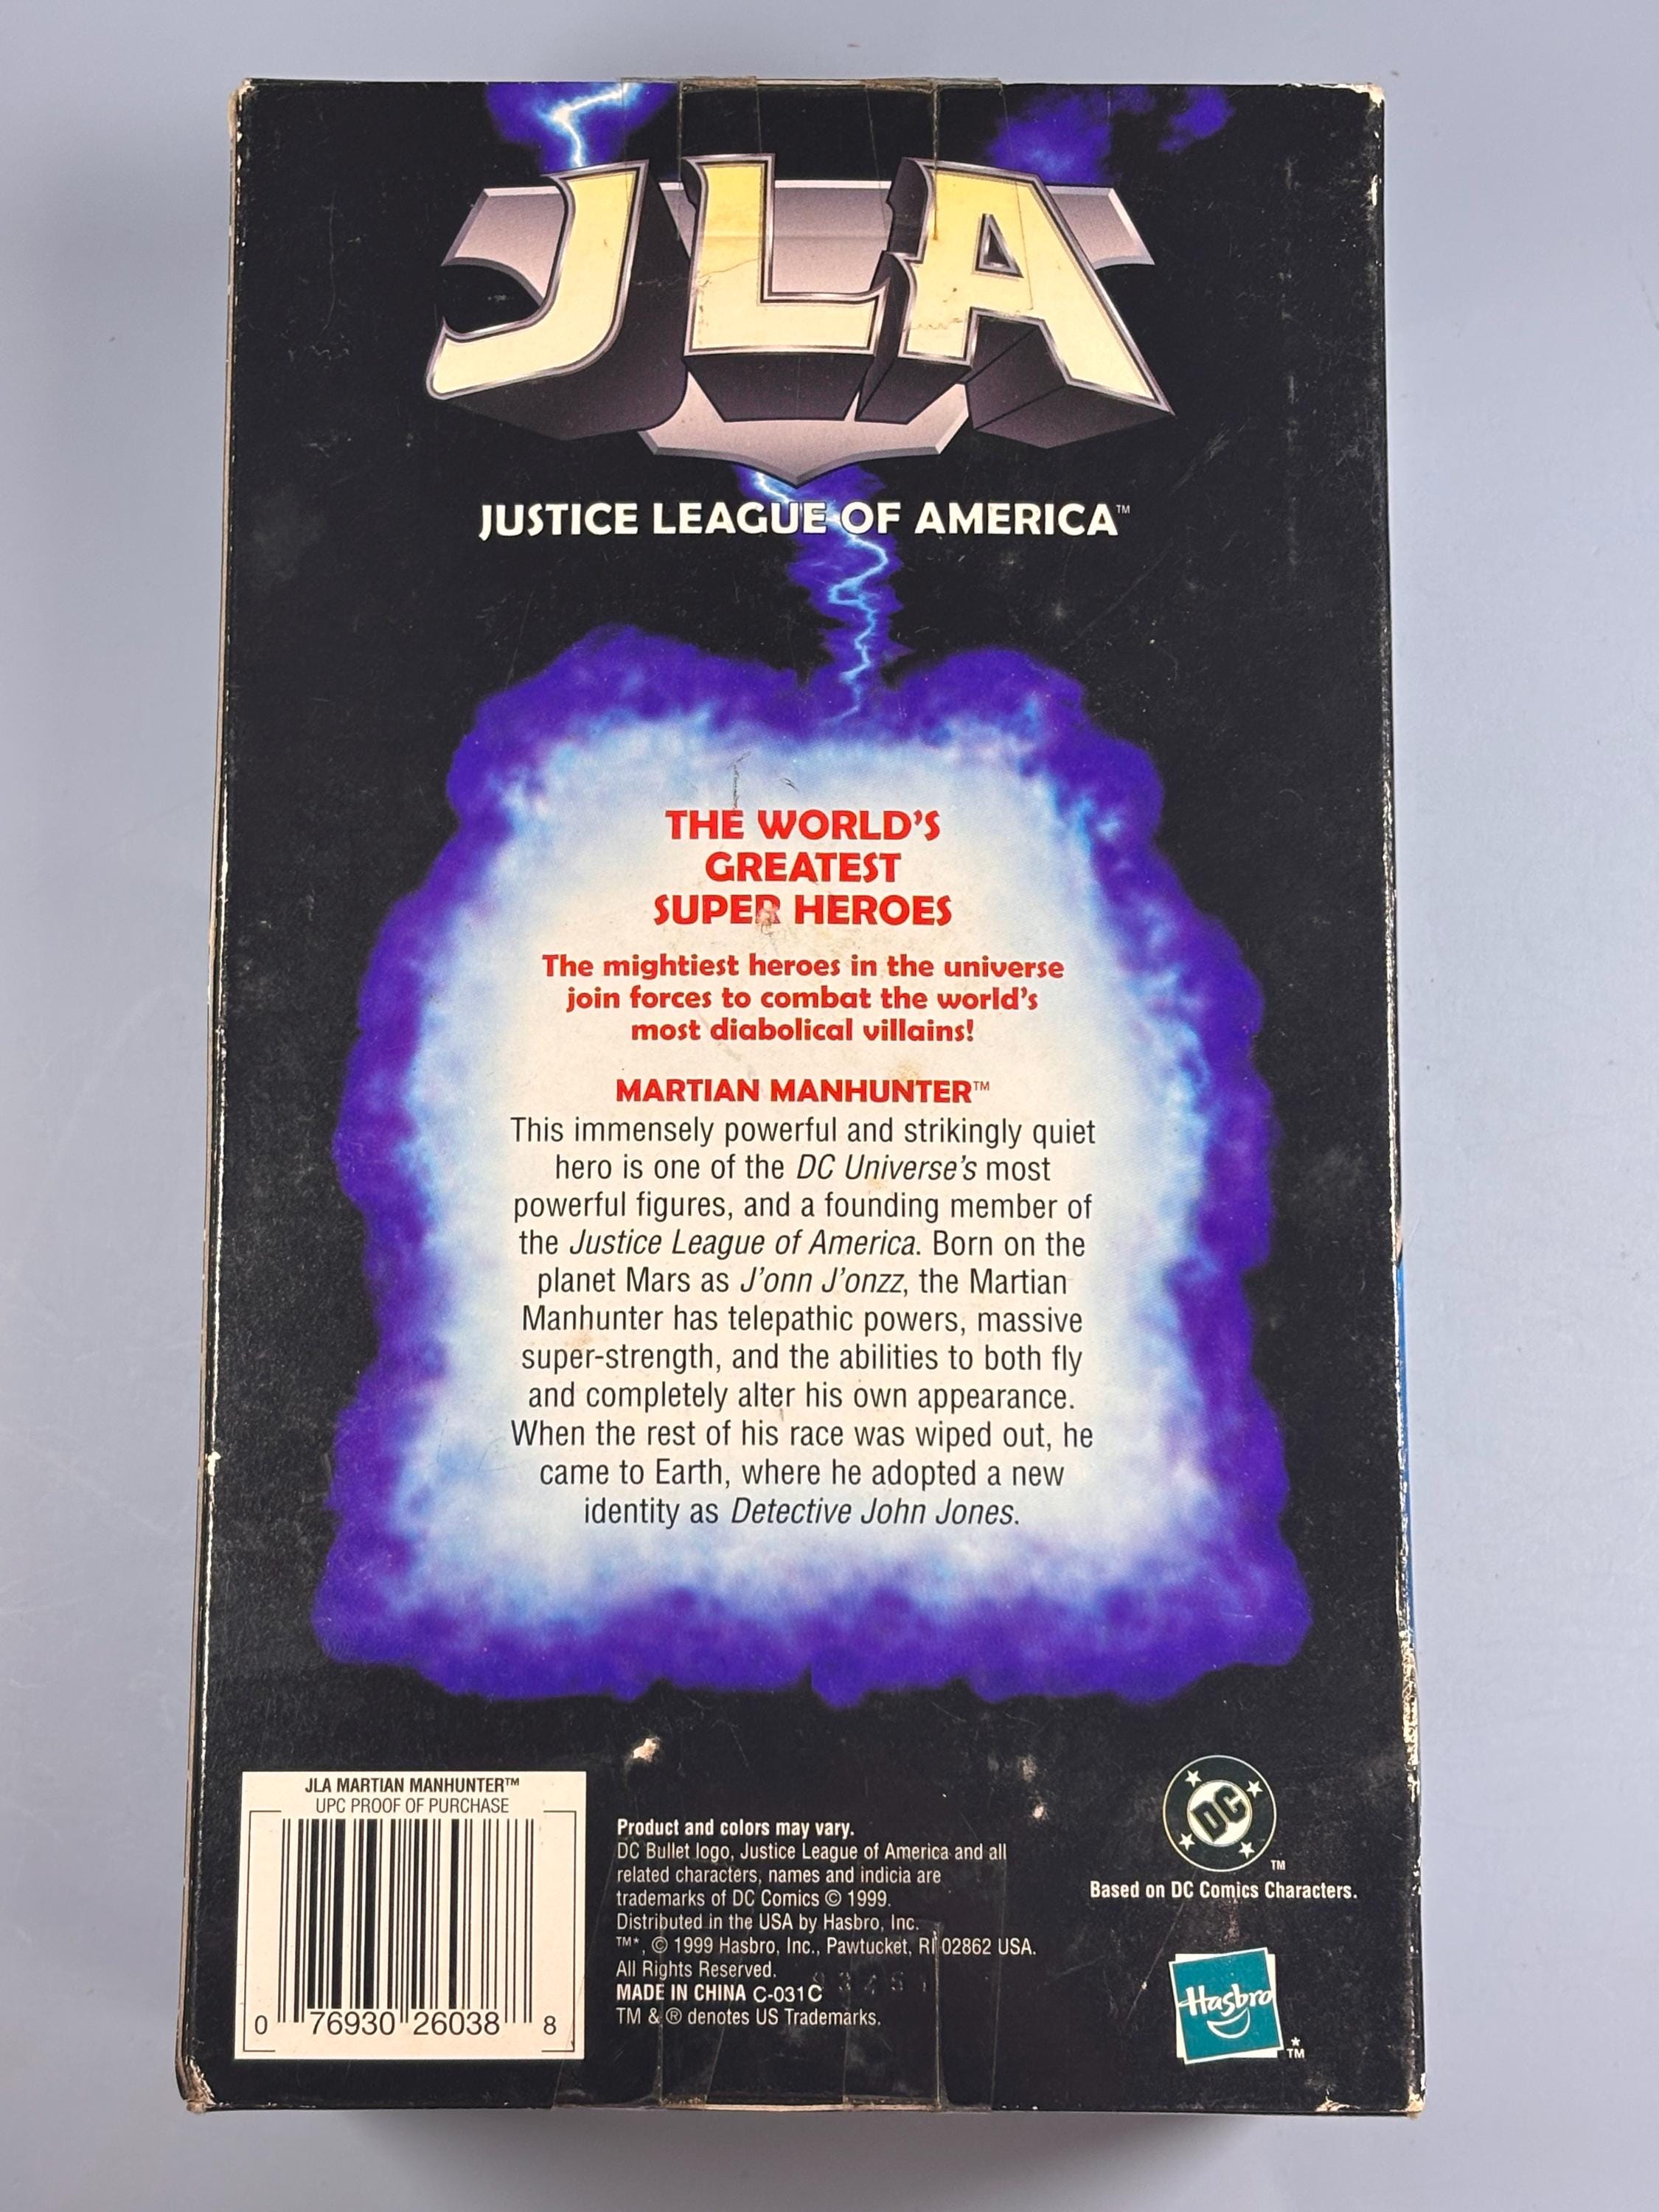 JLA
JUSTICE LEAGUE OF AMERICA™
THE WORLD'S
GREATEST
SUPER HEROES
The mightiest heroes in the universe
join forces to combat the world's
most diabolical villains!
MARTIAN MANHUNTER™
This immensely powerful and strikingly quiet
hero is one of the DC Universe's most
powerful figures, and a founding member of
the Justice League of America. Born on the
planet Mars as J'onn J'onzz, the Martian
Manhunter has telepathic powers, massive
super-strength, and the abilities to both fly
and completely alter his own appearance.
When the rest of his race was wiped out, he
came to Earth, where he adopted a new
identity as Detective John Jones.
JLA MARTIAN MANHUNTER™
UPC PROOF OF PURCHASE
0 76930 26038 8
Product and colors may vary.
DC Bullet logo, Justice League of America and all
related characters, names and indicia are
trademarks of DC Comics © 1999.
Distributed in the USA by Hasbro, Inc.
™*, © 1999 Hasbro, Inc., Pawtucket, RI 02862 USA.
All Rights Reserved.
MADE IN CHINA C-031C
TM & ® denotes US Trademarks.
DC
TM
Based on DC Comics Characters.
Hasbro
*
TM